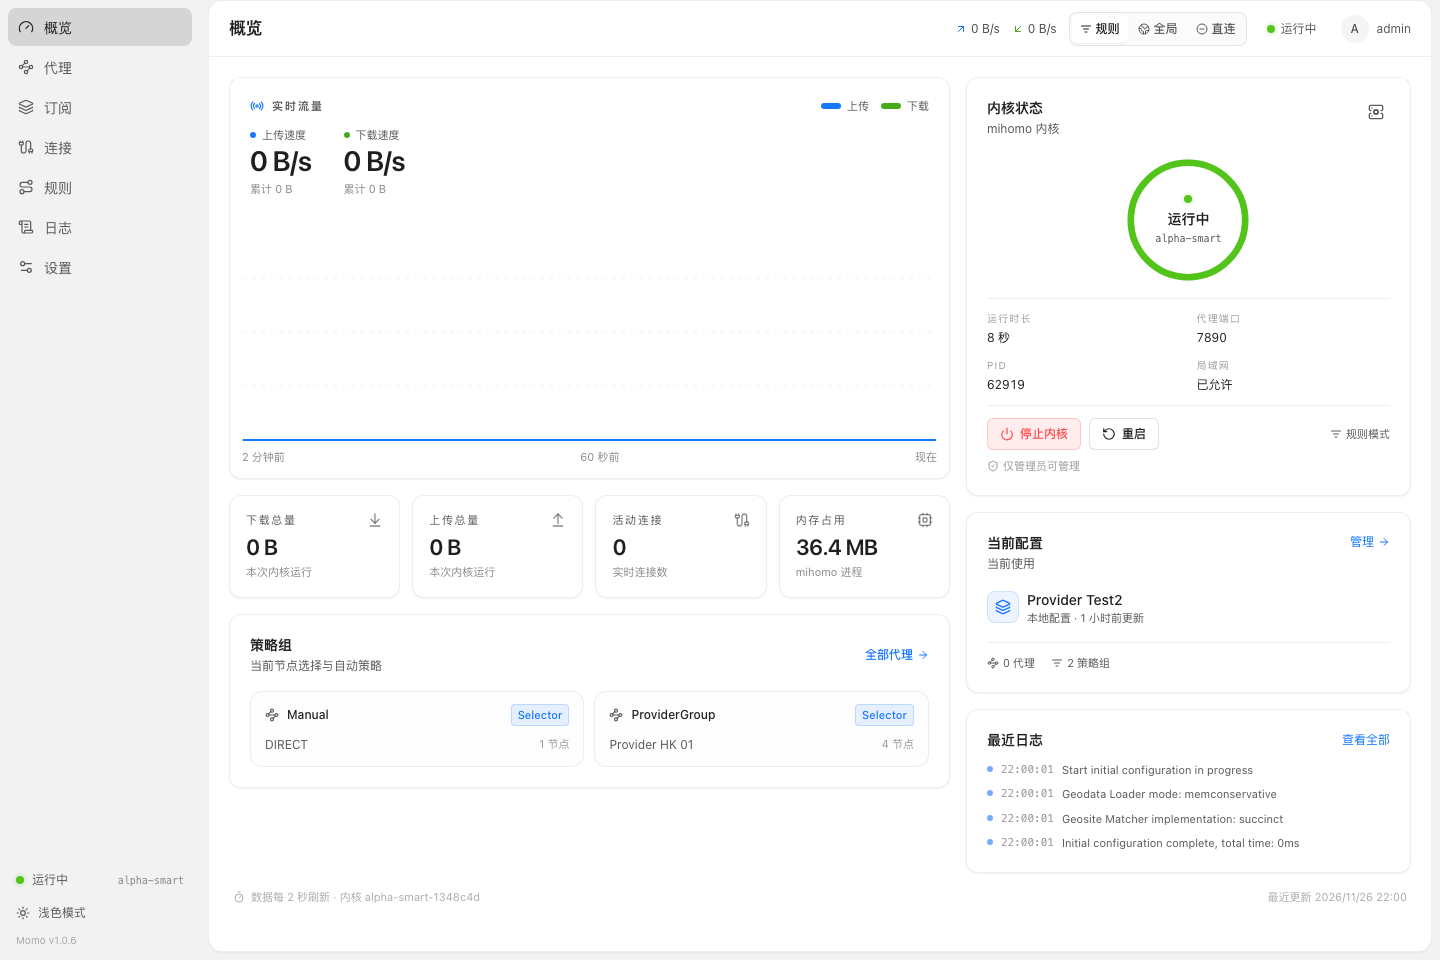 概览
代理
订阅
连接
规则
日志
设置
运行中 alpha-smart
浅色模式
Momo v1.0.6
概览
0 B/s 0 B/s 规则 全局 直连 运行中 A admin
实时流量 上传 下载
上传速度 下载速度
0 B/s 0 B/s
累计 0 B 累计 0 B
2 分钟前 60 秒前 现在
下载总量
0 B
本次内核运行
上传总量
0 B
本次内核运行
活动连接
0
实时连接数
内存占用
36.4 MB
mihomo 进程
策略组
当前节点选择与自动策略
全部代理
Manual Selector
DIRECT 1 节点
ProviderGroup Selector
Provider HK 01 4 节点
内核状态
mihomo 内核
运行中
alpha-smart
运行时长 代理端口
8 秒 7890
PID 局域网
62919 已允许
停止内核 重启 规则模式
仅管理员可管理
当前配置 管理
当前使用
Provider Test2
本地配置 · 1 小时前更新
0 代理 2 策略组
最近日志 查看全部
22:00:01 Start initial configuration in progress
22:00:01 Geodata Loader mode: memconservative
22:00:01 Geosite Matcher implementation: succinct
22:00:01 Initial configuration complete, total time: 0ms
数据每 2 秒刷新 · 内核 alpha-smart-1348c4d 最近更新 2026/11/26 22:00